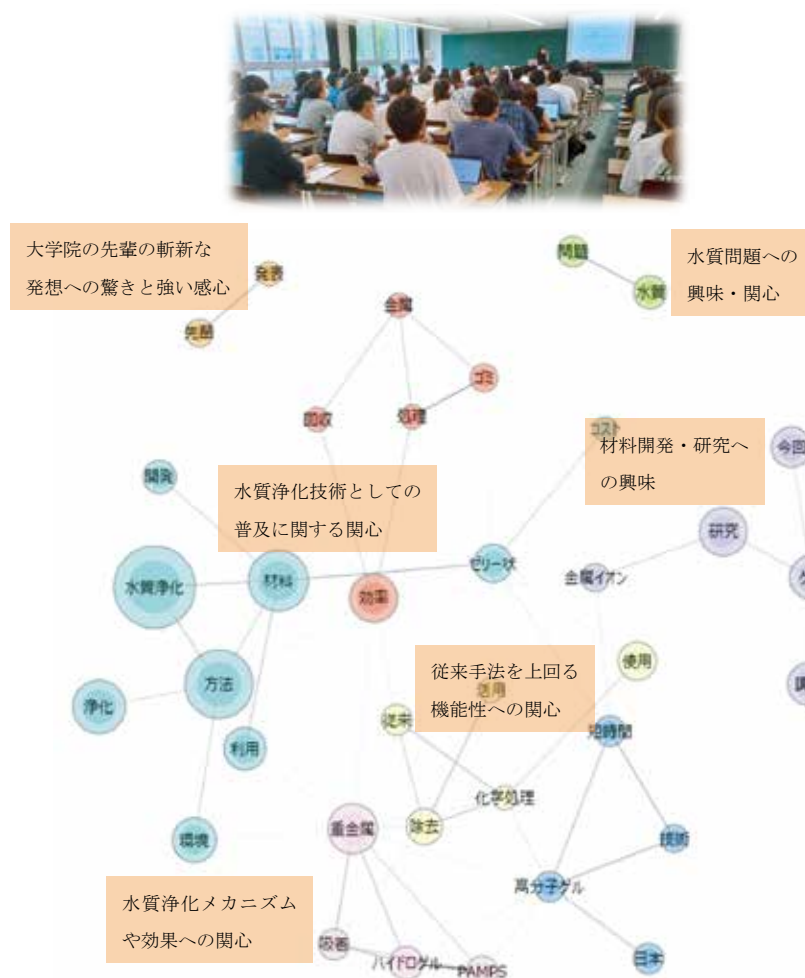 大学院の先輩の斬新な
発想への驚きと強い感心
発表
先輩
問題
水質
水質問題への
興味・関心
金属
ゴミ
回収
処理
コスト
材料開発・研究へ
の興味
今回
開発
水質浄化技術としての
普及に関する関心
研究
水質浄化
材料
効率
ゼリー状
金属イオン
方法
浄化
利用
従来手法を上回る
機能性への関心
活用
使用
従来
短時間
化学処理
環境
重金属
除去
技術
高分子ゲル
水質浄化メカニズム
や効果への関心
吸着
ハイドロゲル
PAMPS
日本